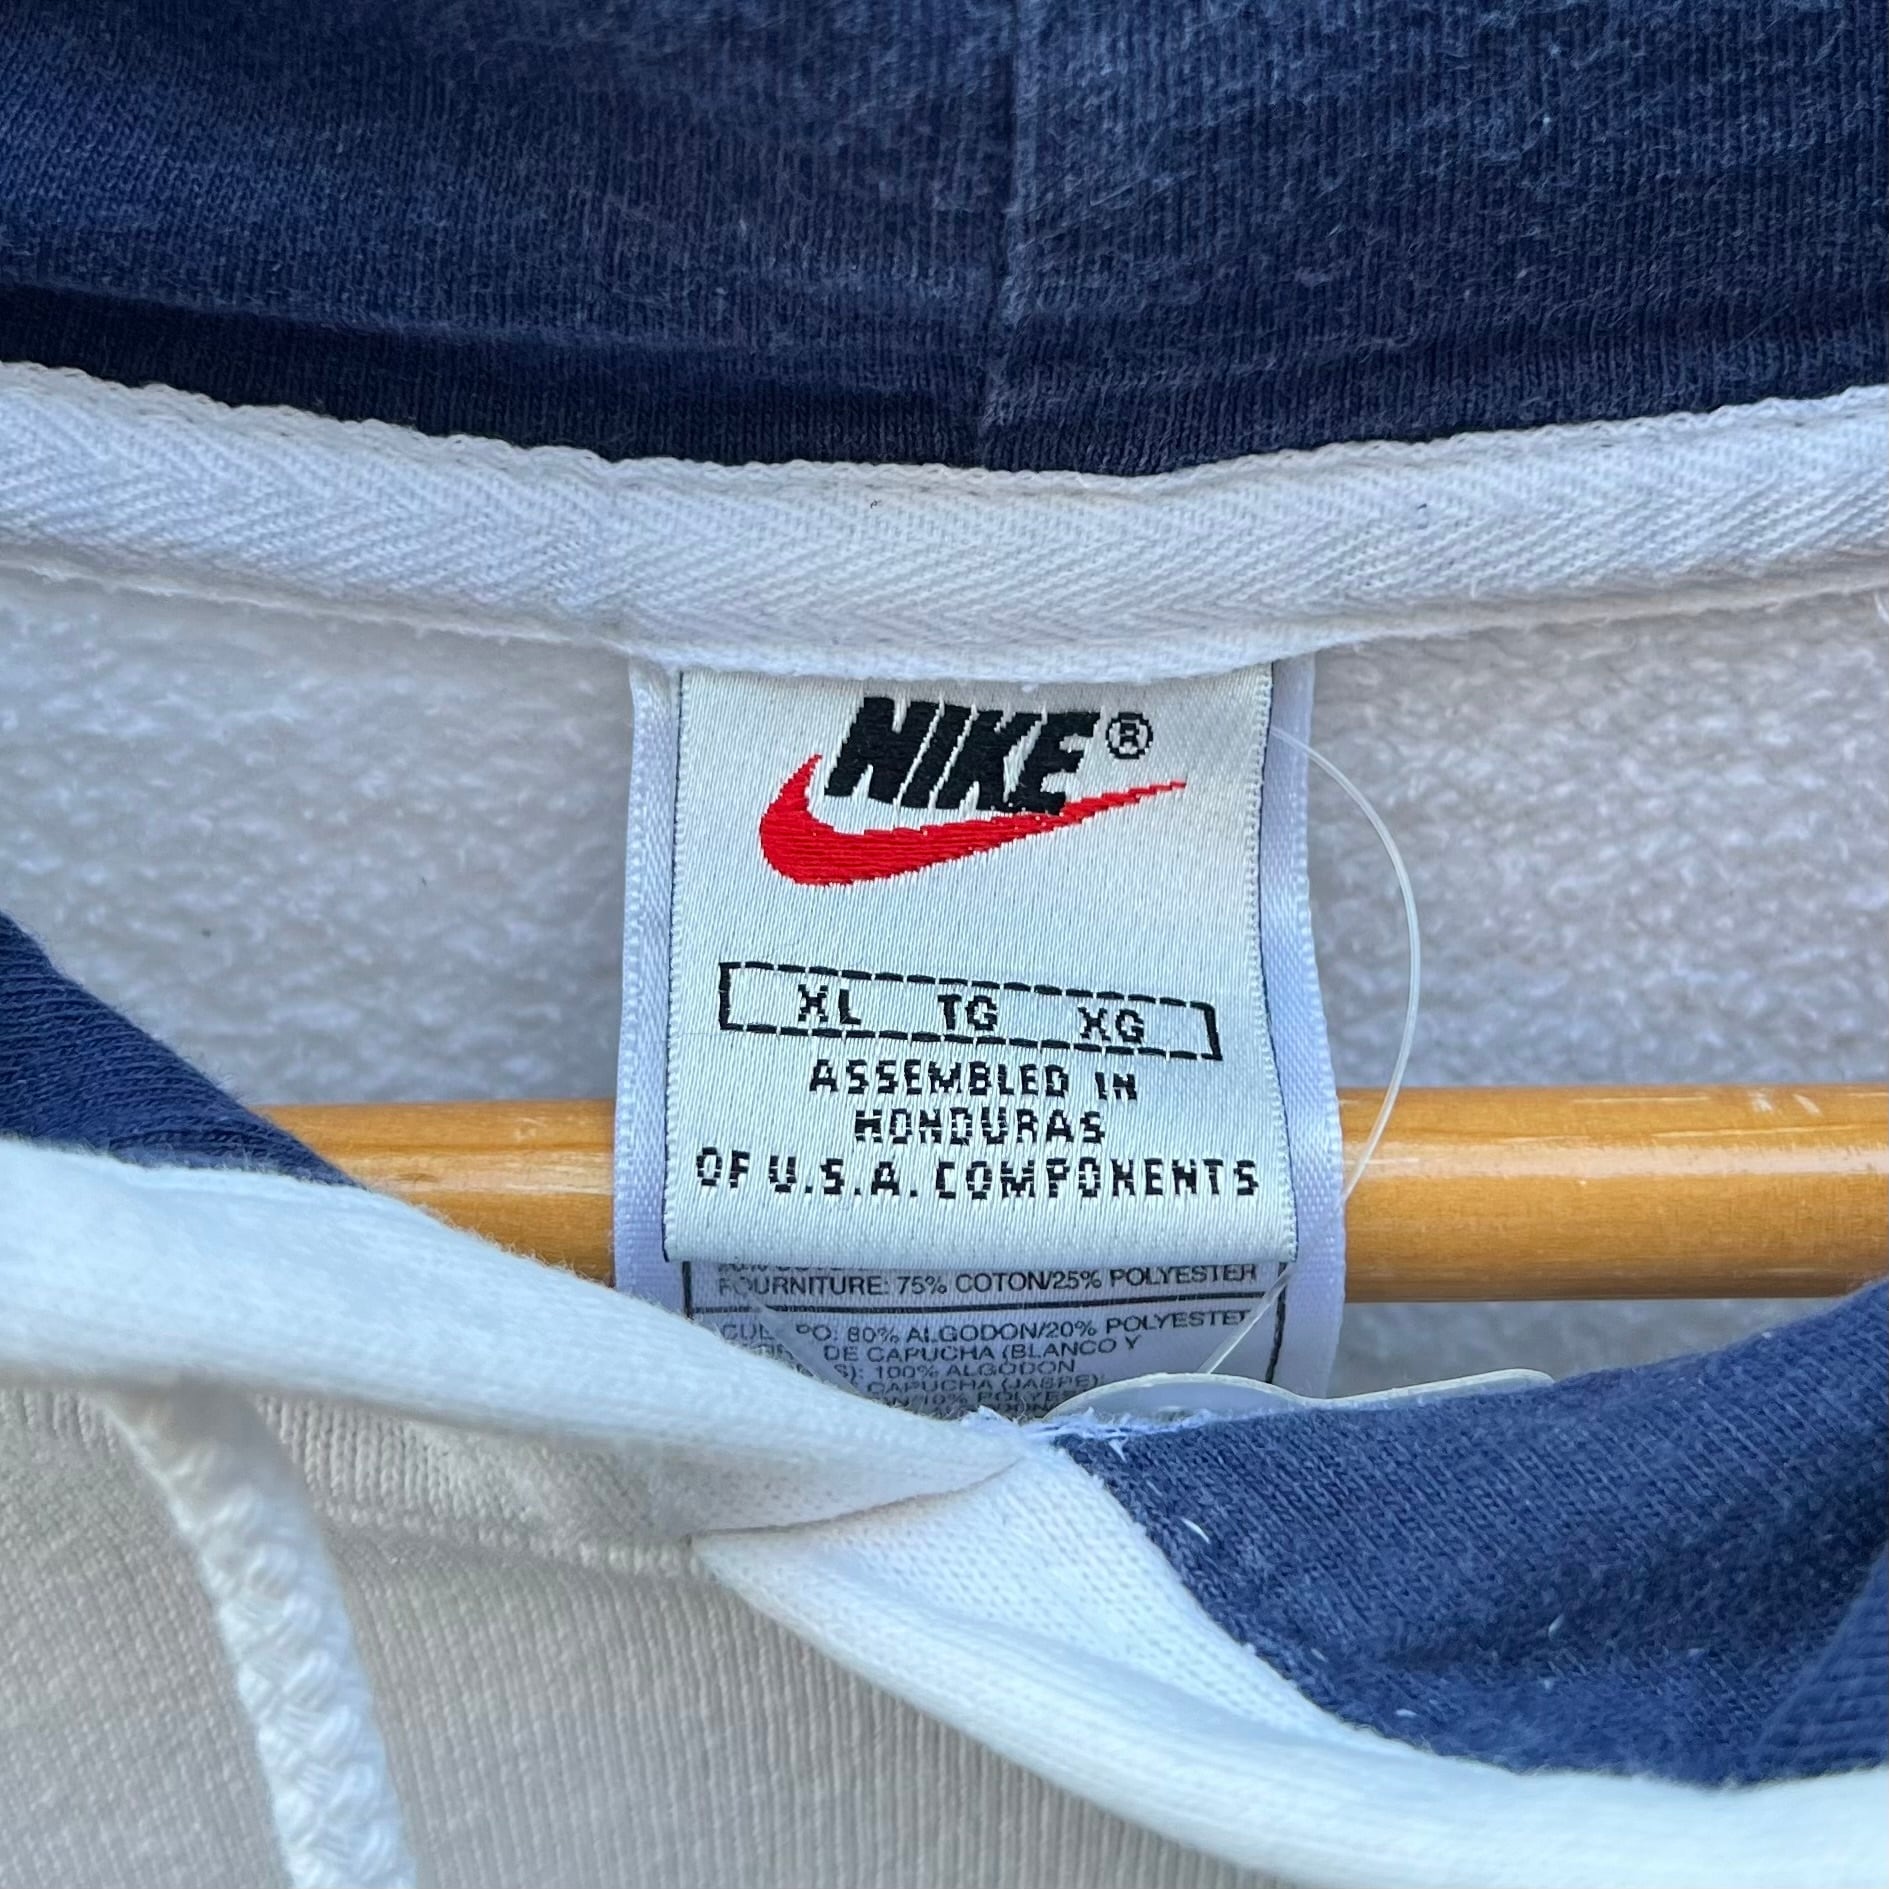 NIKE®
XL TG XG
ASSEMBLED IN
HONDURAS
OF U.S.A. COMPONENTS
FOURNITURE: 75% COTON/25% POLYESTER
80% ALGODON/20% POLYESTER
DE CAPUCHA (BLANCO Y
100% ALGODON
CAPUCHA (JASPE):